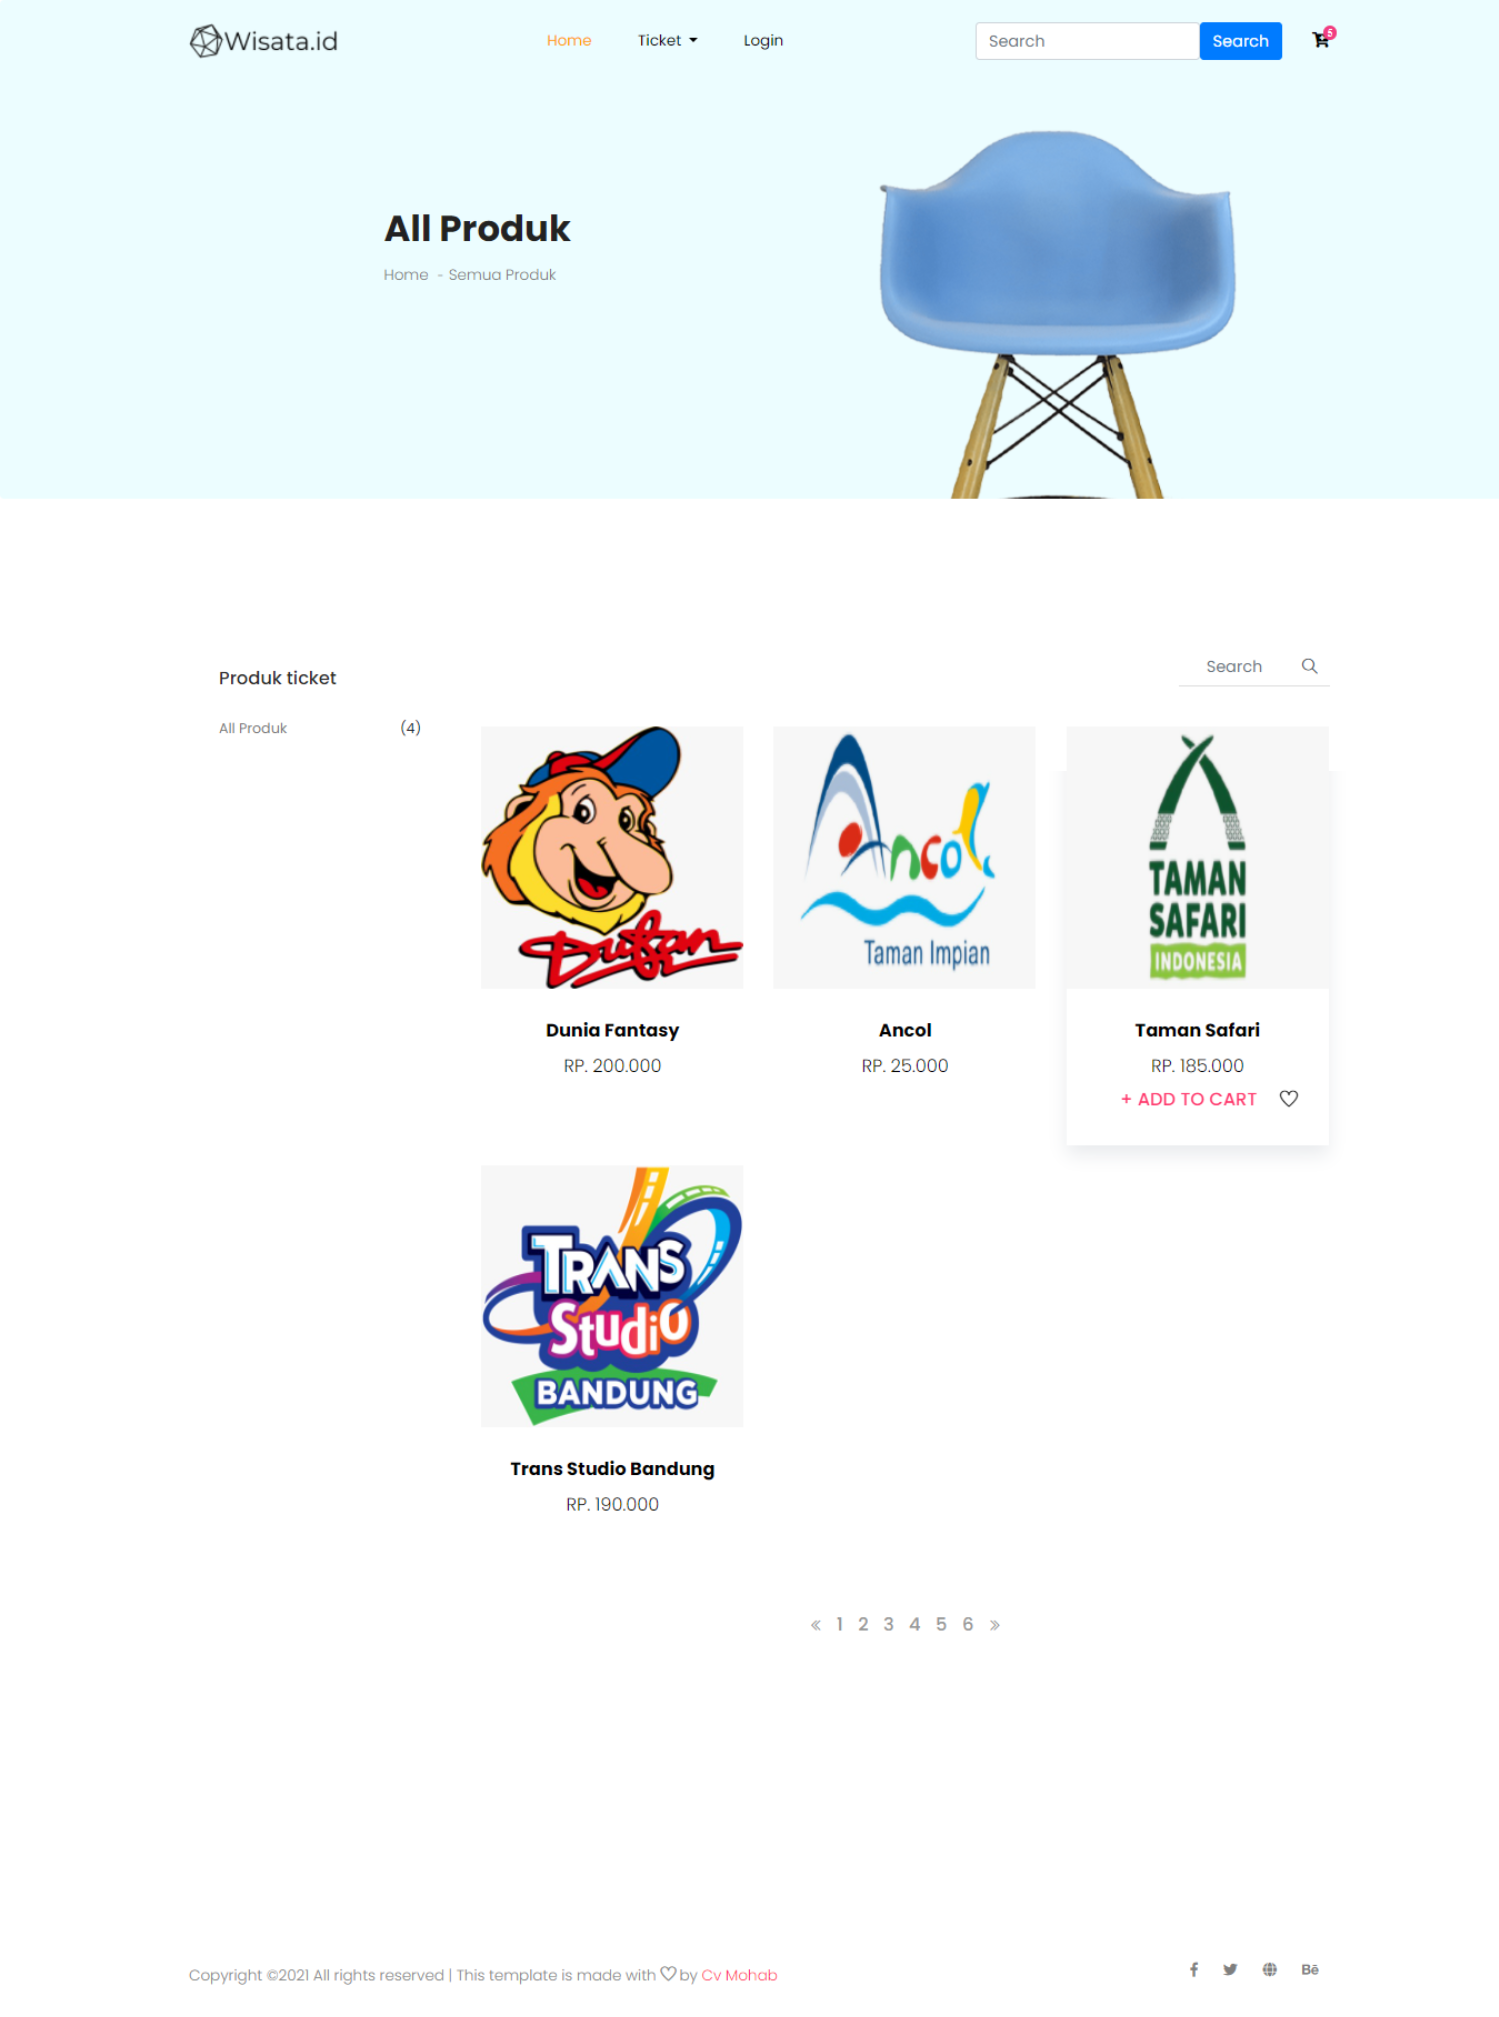 Wisata.id
Home Ticket Login
Search Search 5
All Produk
Home - Semua Produk
Produk ticket
Search
All Produk (4)
Dufan
Ancol
Taman Impian
TAMAN
SAFARI
INDONESIA
Dunia Fantasy
RP. 200.000
Ancol
RP. 25.000
Taman Safari
RP. 185.000
+ ADD TO CART
TRANS
STudiO
BANDUNG
Trans Studio Bandung
RP. 190.000
« 1 2 3 4 5 6 »
Copyright ©2021 All rights reserved | This template is made with ♡ by Cv Mohab
Bē